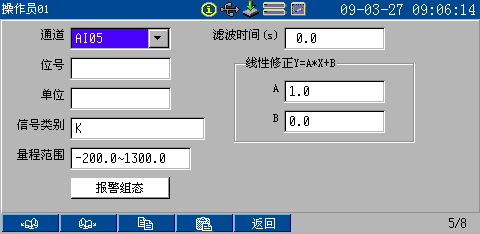 操作员01 09-03-27 09:06:14
通道 AI05 滤波时间(s) 0.0
位号 线性修正Y=A*X+B
单位 A 1.0
信号类别 K B 0.0
量程范围 -200.0~1300.0
报警组态
返回 5/8